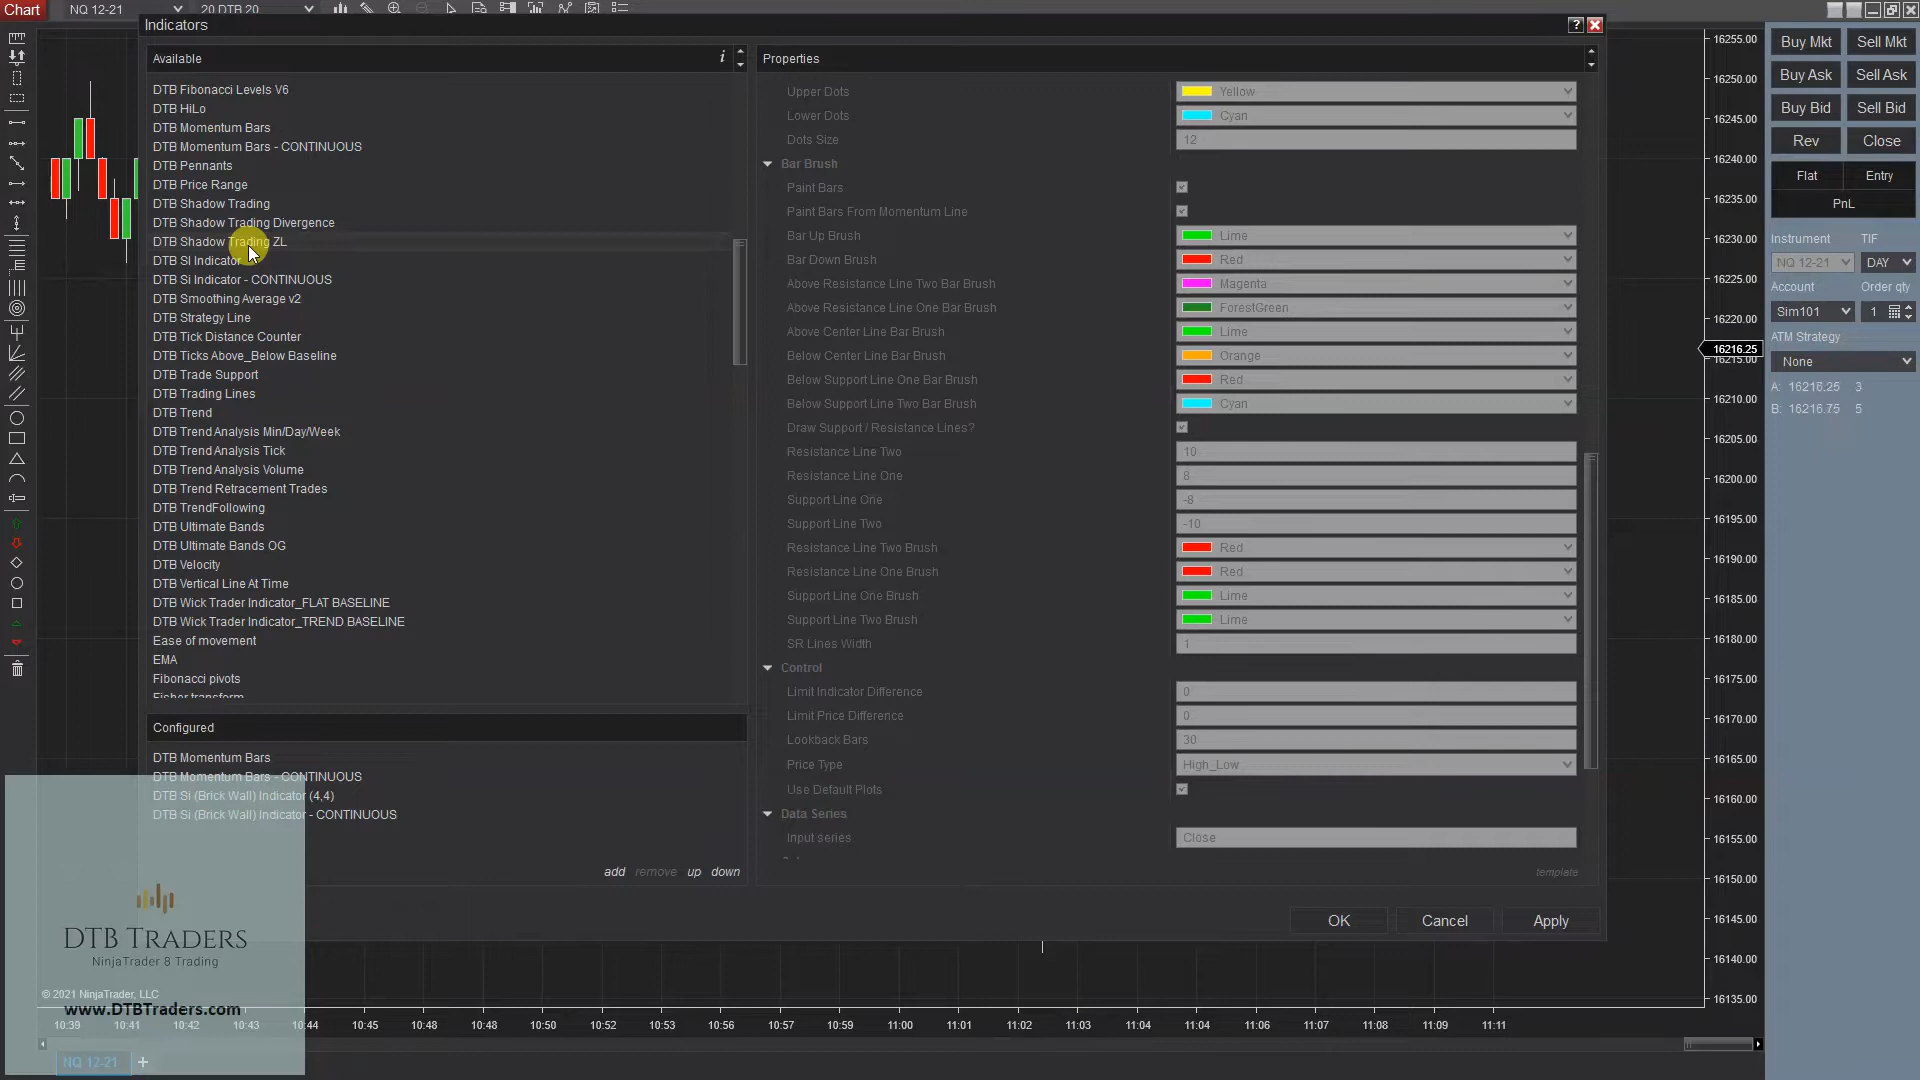 Chart NQ 12-21 20 DTB 20
Indicators ?
Available i
DTB Fibonacci Levels V6
DTB HiLo
DTB Momentum Bars
DTB Momentum Bars - CONTINUOUS
DTB Pennants
DTB Price Range
DTB Shadow Trading
DTB Shadow Trading Divergence
DTB Shadow Trading ZL
DTB SI Indicator
DTB Si Indicator - CONTINUOUS
DTB Smoothing Average v2
DTB Strategy Line
DTB Tick Distance Counter
DTB Ticks Above_Below Baseline
DTB Trade Support
DTB Trading Lines
DTB Trend
DTB Trend Analysis Min/Day/Week
DTB Trend Analysis Tick
DTB Trend Analysis Volume
DTB Trend Retracement Trades
DTB TrendFollowing
DTB Ultimate Bands
DTB Ultimate Bands OG
DTB Velocity
DTB Vertical Line At Time
DTB Wick Trader Indicator_FLAT BASELINE
DTB Wick Trader Indicator_TREND BASELINE
Ease of movement
EMA
Fibonacci pivots
Fisher transform
Configured
DTB Momentum Bars
DTB Momentum Bars - CONTINUOUS
DTB Si (Brick Wall) Indicator (4,4)
DTB Si (Brick Wall) Indicator - CONTINUOUS
add remove up down
Properties
Upper Dots Yellow
Lower Dots Cyan
Dots Size 12
Bar Brush
Paint Bars
Paint Bars From Momentum Line
Bar Up Brush Lime
Bar Down Brush Red
Above Resistance Line Two Bar Brush Magenta
Above Resistance Line One Bar Brush ForestGreen
Above Center Line Bar Brush Lime
Below Center Line Bar Brush Orange
Below Support Line One Bar Brush Red
Below Support Line Two Bar Brush Cyan
Draw Support / Resistance Lines?
Resistance Line Two 10
Resistance Line One 8
Support Line One -8
Support Line Two -10
Resistance Line Two Brush Red
Resistance Line One Brush Red
Support Line One Brush Lime
Support Line Two Brush Lime
SR Lines Width 1
Control
Limit Indicator Difference 0
Limit Price Difference 0
Lookback Bars 30
Price Type High_Low
Use Default Plots
Data Series
Input series Close
template
OK Cancel Apply
16255.00
16250.00
16245.00
16240.00
16235.00
16230.00
16225.00
16220.00
16216.25
16215.00
16210.00
16205.00
16200.00
16195.00
16190.00
16185.00
16180.00
16175.00
16170.00
16165.00
16160.00
16155.00
16150.00
16145.00
16140.00
16135.00
Buy Mkt Sell Mkt
Buy Ask Sell Ask
Buy Bid Sell Bid
Rev Close
Flat Entry
PnL
Instrument TIF
NQ 12-21 DAY
Account Order qty
Sim101 1
ATM Strategy
None
A: 16218.25 3
B: 16216.75 5
DTB TRADERS
NinjaTrader 8 Trading
© 2021 NinjaTrader, LLC
www.DTBTraders.com
10:39 10:41 10:42 10:43 10:44 10:45 10:48 10:48 10:50 10:52 10:53 10:56 10:57 10:59 11:00 11:01 11:02 11:03 11:04 11:04 11:06 11:07 11:08 11:09 11:11
NQ 12-21 +